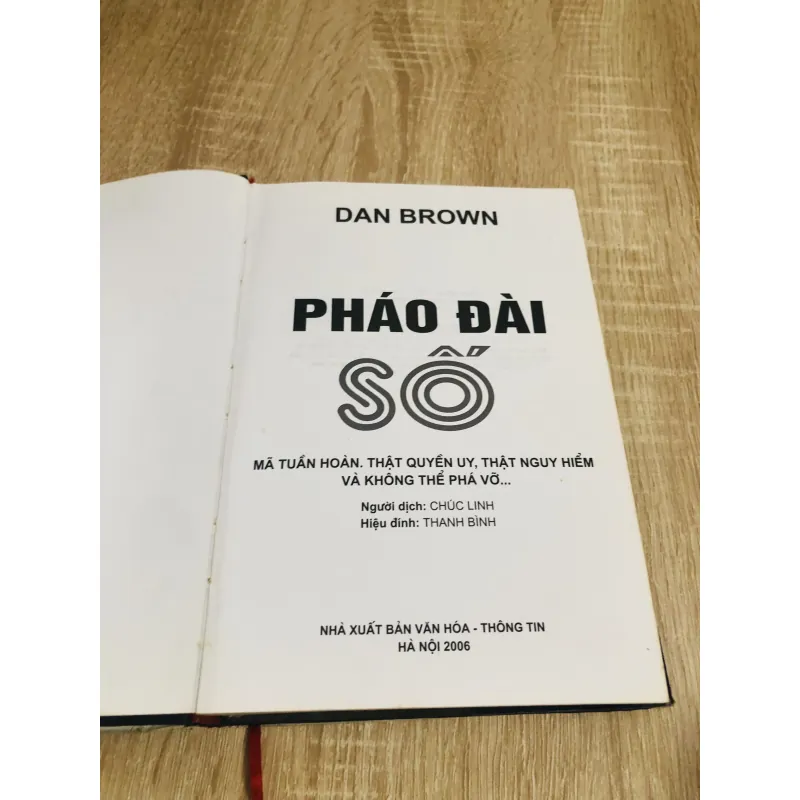 DAN BROWN
PHÁO ĐÀI
SỐ
MÃ TUẦN HOÀN. THẬT QUYỀN UY, THẬT NGUY HIỂM
VÀ KHÔNG THỂ PHÁ VỠ...
Người dịch: CHÚC LINH
Hiệu đính: THANH BÌNH
NHÀ XUẤT BẢN VĂN HÓA - THÔNG TIN
HÀ NỘI 2006